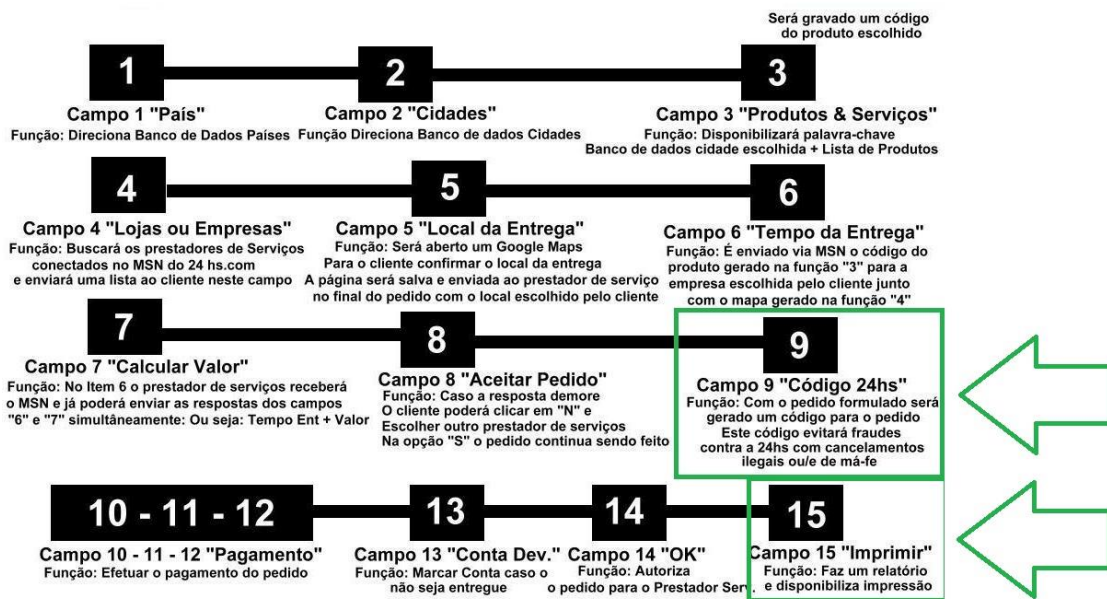 Será gravado um código
do produto escolhido
1
2
3
Campo 1 "País"
Função: Direciona Banco de Dados Países
Campo 2 "Cidades"
Função Direciona Banco de dados Cidades
Campo 3 "Produtos & Serviços"
Função: Disponibilizará palavra-chave
Banco de dados cidade escolhida + Lista de Produtos
4
5
6
Campo 4 "Lojas ou Empresas"
Função: Buscará os prestadores de Serviços
conectados no MSN do 24 hs.com
e enviará uma lista ao cliente neste campo
Campo 5 "Local da Entrega"
Função: Será aberto um Google Maps
Para o cliente confirmar o local da entrega
A página será salva e enviada ao prestador de serviço
no final do pedido com o local escolhido pelo cliente
Campo 6 "Tempo da Entrega"
Função: É enviado via MSN o código do
produto gerado na função "3" para a
empresa escolhida pelo cliente junto
com o mapa gerado na função "4"
7
8
9
Campo 7 "Calcular Valor"
Função: No Item 6 o prestador de serviços receberá
o MSN e já poderá enviar as respostas dos campos
"6" e "7" simultâneamente: Ou seja: Tempo Ent + Valor
Campo 8 "Aceitar Pedido"
Função: Caso a resposta demore
O cliente poderá clicar em "N" e
Escolher outro prestador de serviços
Na opção "S" o pedido continua sendo feito
Campo 9 "Código 24hs"
Função: Com o pedido formulado será
gerado um código para o pedido
Este código evitará fraudes
contra a 24hs com cancelamentos
ilegais ou/e de má-fe
10 - 11 - 12
13
14
15
Campo 10 - 11 - 12 "Pagamento"
Função: Efetuar o pagamento do pedido
Campo 13 "Conta Dev."
Função: Marcar Conta caso o
não seja entregue
Campo 14 "OK"
Função: Autoriza
o pedido para o Prestador Serv.
Campo 15 "Imprimir"
Função: Faz um relatório
e disponibiliza impressão